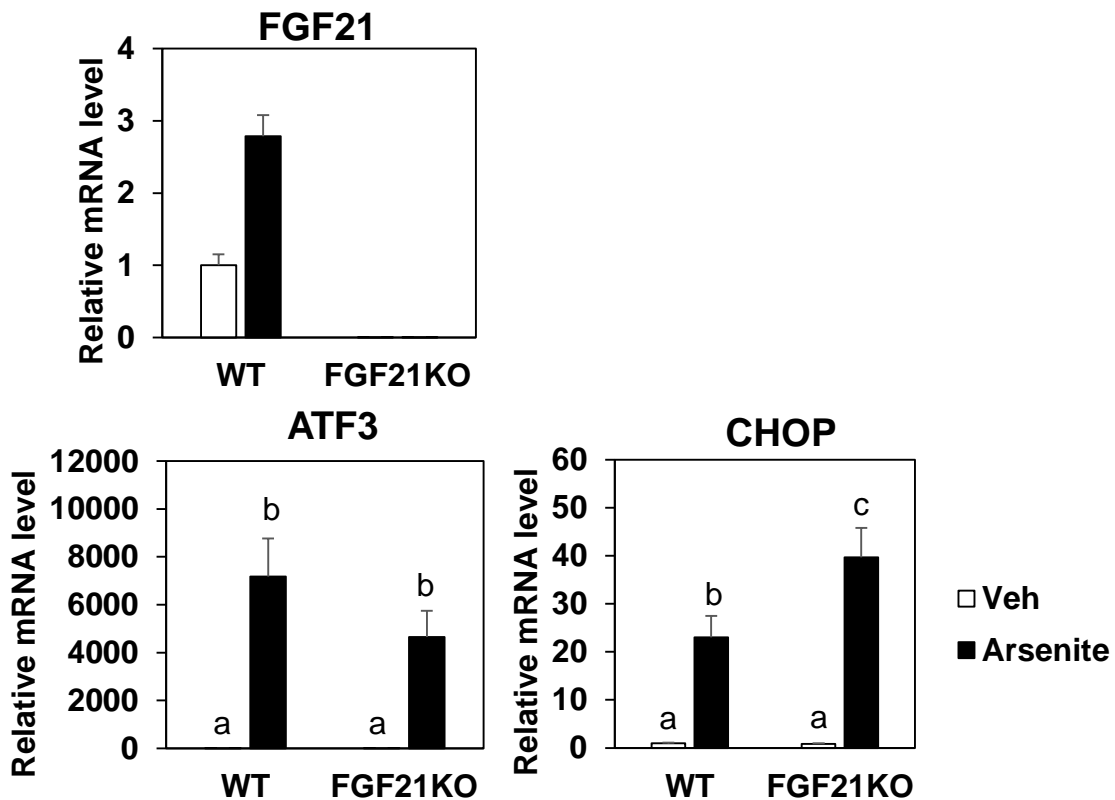 FGF21
Relative mRNA level
4
3
2
1
0
WT FGF21KO
ATF3
Relative mRNA level
12000
10000
8000
6000
4000
2000
0
a b a b
WT FGF21KO
CHOP
Relative mRNA level
60
50
40
30
20
10
0
a b a c
WT FGF21KO
Veh
Arsenite